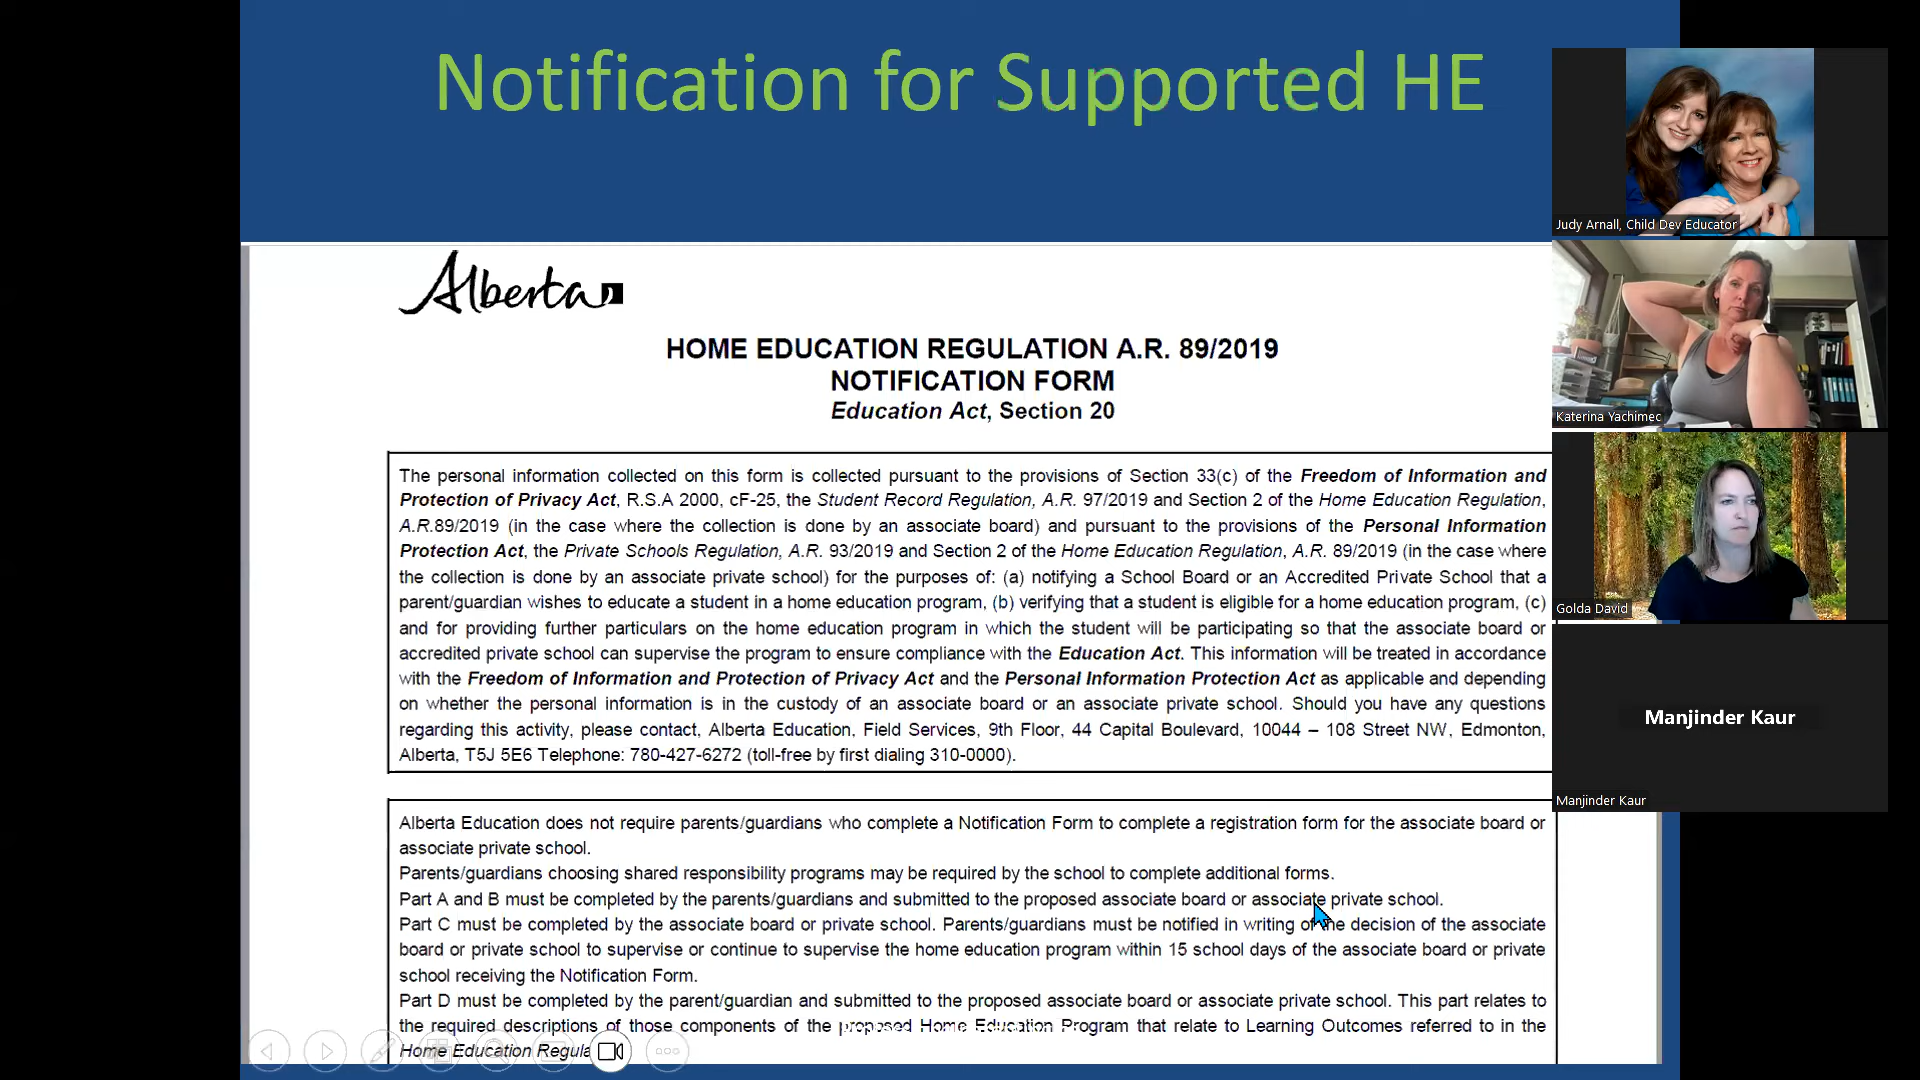 Notification for Supported HE
Alberta
HOME EDUCATION REGULATION A.R. 89/2019
NOTIFICATION FORM
Education Act, Section 20
The personal information collected on this form is collected pursuant to the provisions of Section 33(c) of the Freedom of Information and
Protection of Privacy Act, R.S.A 2000, cF-25, the Student Record Regulation, A.R. 97/2019 and Section 2 of the Home Education Regulation,
A.R.89/2019 (in the case where the collection is done by an associate board) and pursuant to the provisions of the Personal Information
Protection Act, the Private Schools Regulation, A.R. 93/2019 and Section 2 of the Home Education Regulation, A.R. 89/2019 (in the case where
the collection is done by an associate private school) for the purposes of: (a) notifying a School Board or an Accredited Private School that a
parent/guardian wishes to educate a student in a home education program, (b) verifying that a student is eligible for a home education program, (c)
and for providing further particulars on the home education program in which the student will be participating so that the associate board or
accredited private school can supervise the program to ensure compliance with the Education Act. This information will be treated in accordance
with the Freedom of Information and Protection of Privacy Act and the Personal Information Protection Act as applicable and depending
on whether the personal information is in the custody of an associate board or an associate private school. Should you have any questions
regarding this activity, please contact, Alberta Education, Field Services, 9th Floor, 44 Capital Boulevard, 10044 – 108 Street NW, Edmonton,
Alberta, T5J 5E6 Telephone: 780-427-6272 (toll-free by first dialing 310-0000).
Alberta Education does not require parents/guardians who complete a Notification Form to complete a registration form for the associate board or
associate private school.
Parents/guardians choosing shared responsibility programs may be required by the school to complete additional forms.
Part A and B must be completed by the parents/guardians and submitted to the proposed associate board or associate private school.
Part C must be completed by the associate board or private school. Parents/guardians must be notified in writing of the decision of the associate
board or private school to supervise or continue to supervise the home education program within 15 school days of the associate board or private
school receiving the Notification Form.
Part D must be completed by the parent/guardian and submitted to the proposed associate board or associate private school. This part relates to
the required descriptions of those components of the proposed Home Education Program that relate to Learning Outcomes referred to in the
Home Education Regula
Judy Arnall, Child Dev Educator
Katerina Yachimec
Golda David
Manjinder Kaur
Manjinder Kaur